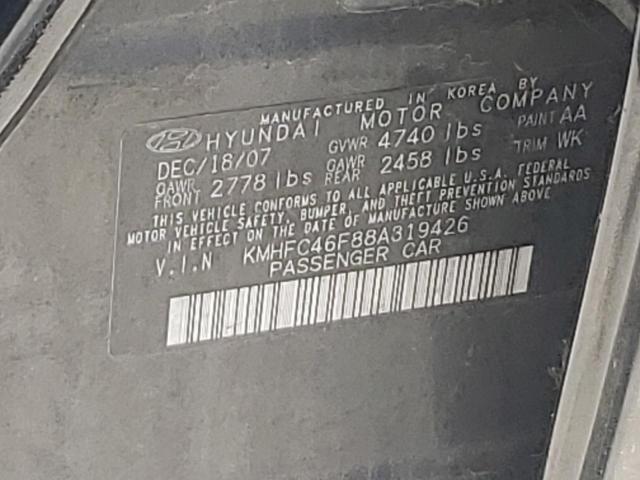 MANUFACTURED IN KOREA BY
HYUNDAI MOTOR COMPANY
DEC/18/07 GVWR 4740 lbs PAINT AA
GAWR FRONT 2778 lbs GAWR REAR 2458 lbs TRIM WK
THIS VEHICLE CONFORMS TO ALL APPLICABLE U.S.A. FEDERAL
MOTOR VEHICLE SAFETY, BUMPER, AND THEFT PREVENTION STANDARDS
IN EFFECT ON THE DATE OF MANUFACTURE SHOWN ABOVE
V.I.N KMHFC46F88A319426
PASSENGER CAR